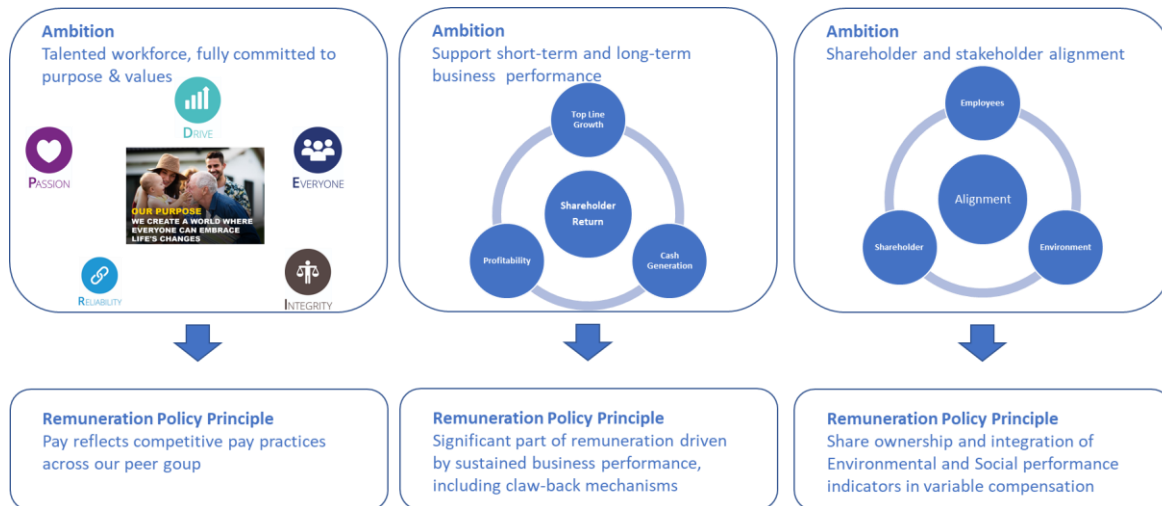 Ambition
Talented workforce, fully committed to
purpose & values
DRIVE
PASSION
EVERYONE
OUR PURPOSE
WE CREATE A WORLD WHERE
EVERYONE CAN EMBRACE
LIFE'S CHANGES
RELIABILITY
INTEGRITY
Ambition
Support short-term and long-term
business performance
Top Line
Growth
Shareholder
Return
Profitability
Cash
Generation
Ambition
Shareholder and stakeholder alignment
Employees
Alignment
Shareholder
Environment
Remuneration Policy Principle
Pay reflects competitive pay practices
across our peer goup
Remuneration Policy Principle
Significant part of remuneration driven
by sustained business performance,
including claw-back mechanisms
Remuneration Policy Principle
Share ownership and integration of
Environmental and Social performance
indicators in variable compensation